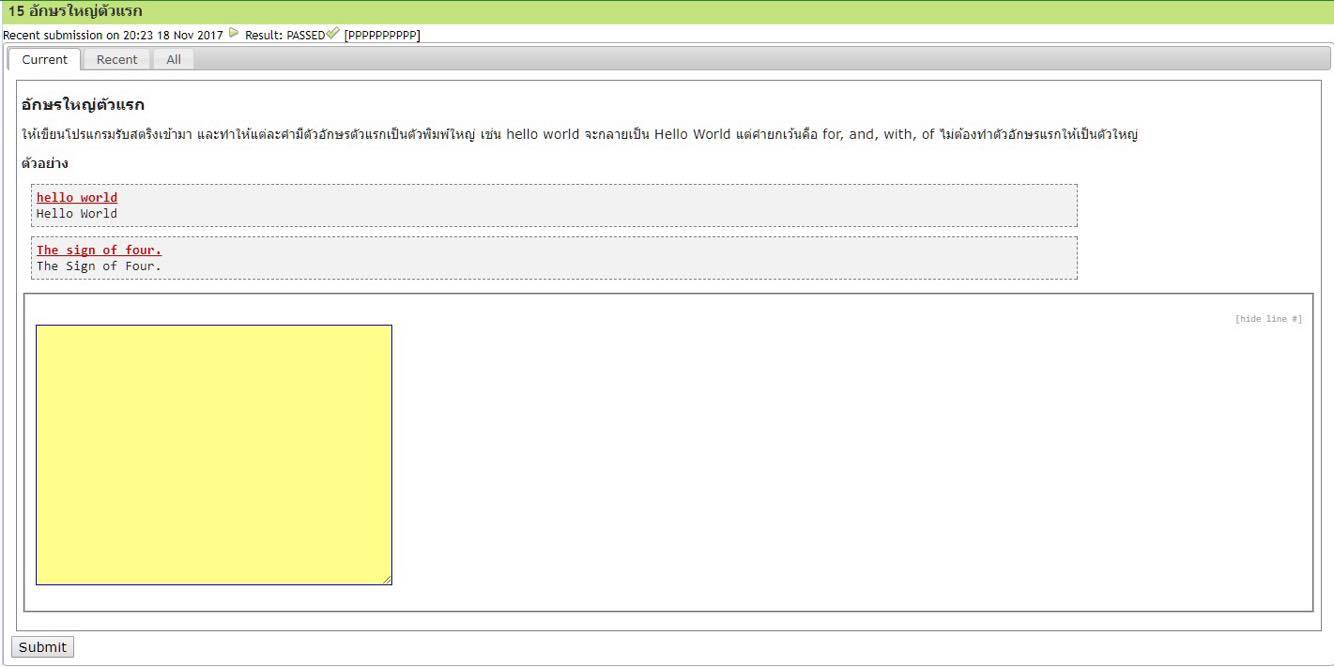 15 อักษรใหญ่ตัวแรก
Recent submission on 20:23 18 Nov 2017 Result: PASSED [PPPPPPPPPP]
Current Recent All
อักษรใหญ่ตัวแรก
ให้เขียนโปรแกรมรับสตริงเข้ามา และทำให้แต่ละคำมีตัวอักษรตัวแรกเป็นตัวพิมพ์ใหญ่ เช่น hello world จะกลายเป็น Hello World แต่คำยกเว้นคือ for, and, with, of ไม่ต้องทำตัวอักษรแรกให้เป็นตัวใหญ่
ตัวอย่าง
hello world
Hello World
The sign of four.
The Sign of Four.
[hide line #]
Submit